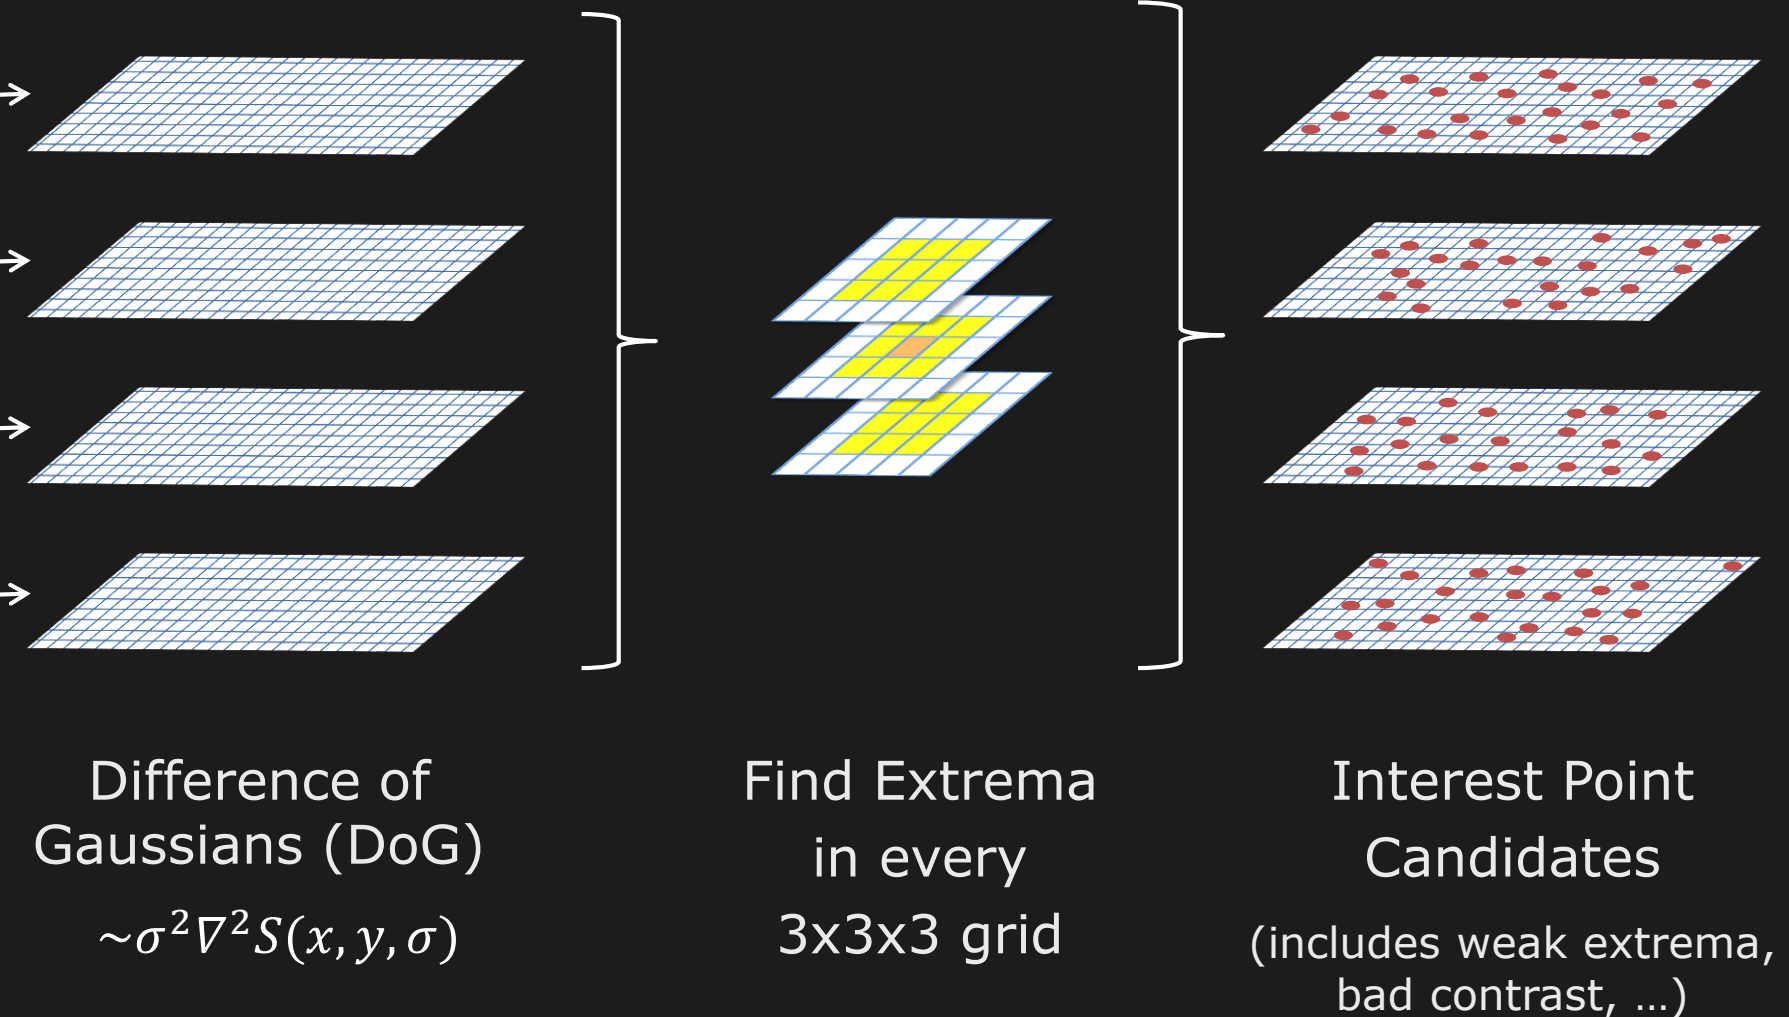 Difference of
Gaussians (DoG)
~σ²∇²S(x, y, σ)
Find Extrema
in every
3x3x3 grid
Interest Point
Candidates
(includes weak extrema,
bad contrast, ...)